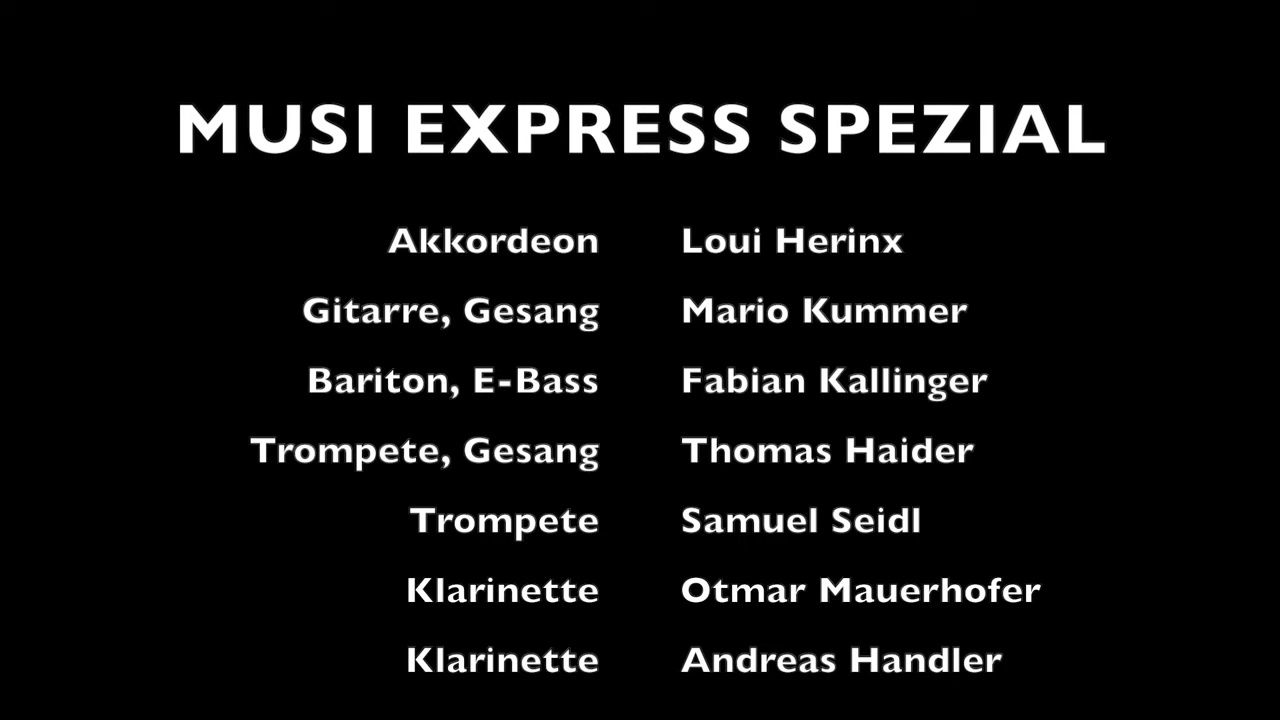 MUSI EXPRESS SPEZIAL
Akkordeon Loui Herinx
Gitarre, Gesang Mario Kummer
Bariton, E-Bass Fabian Kallinger
Trompete, Gesang Thomas Haider
Trompete Samuel Seidl
Klarinette Otmar Mauerhofer
Klarinette Andreas Handler